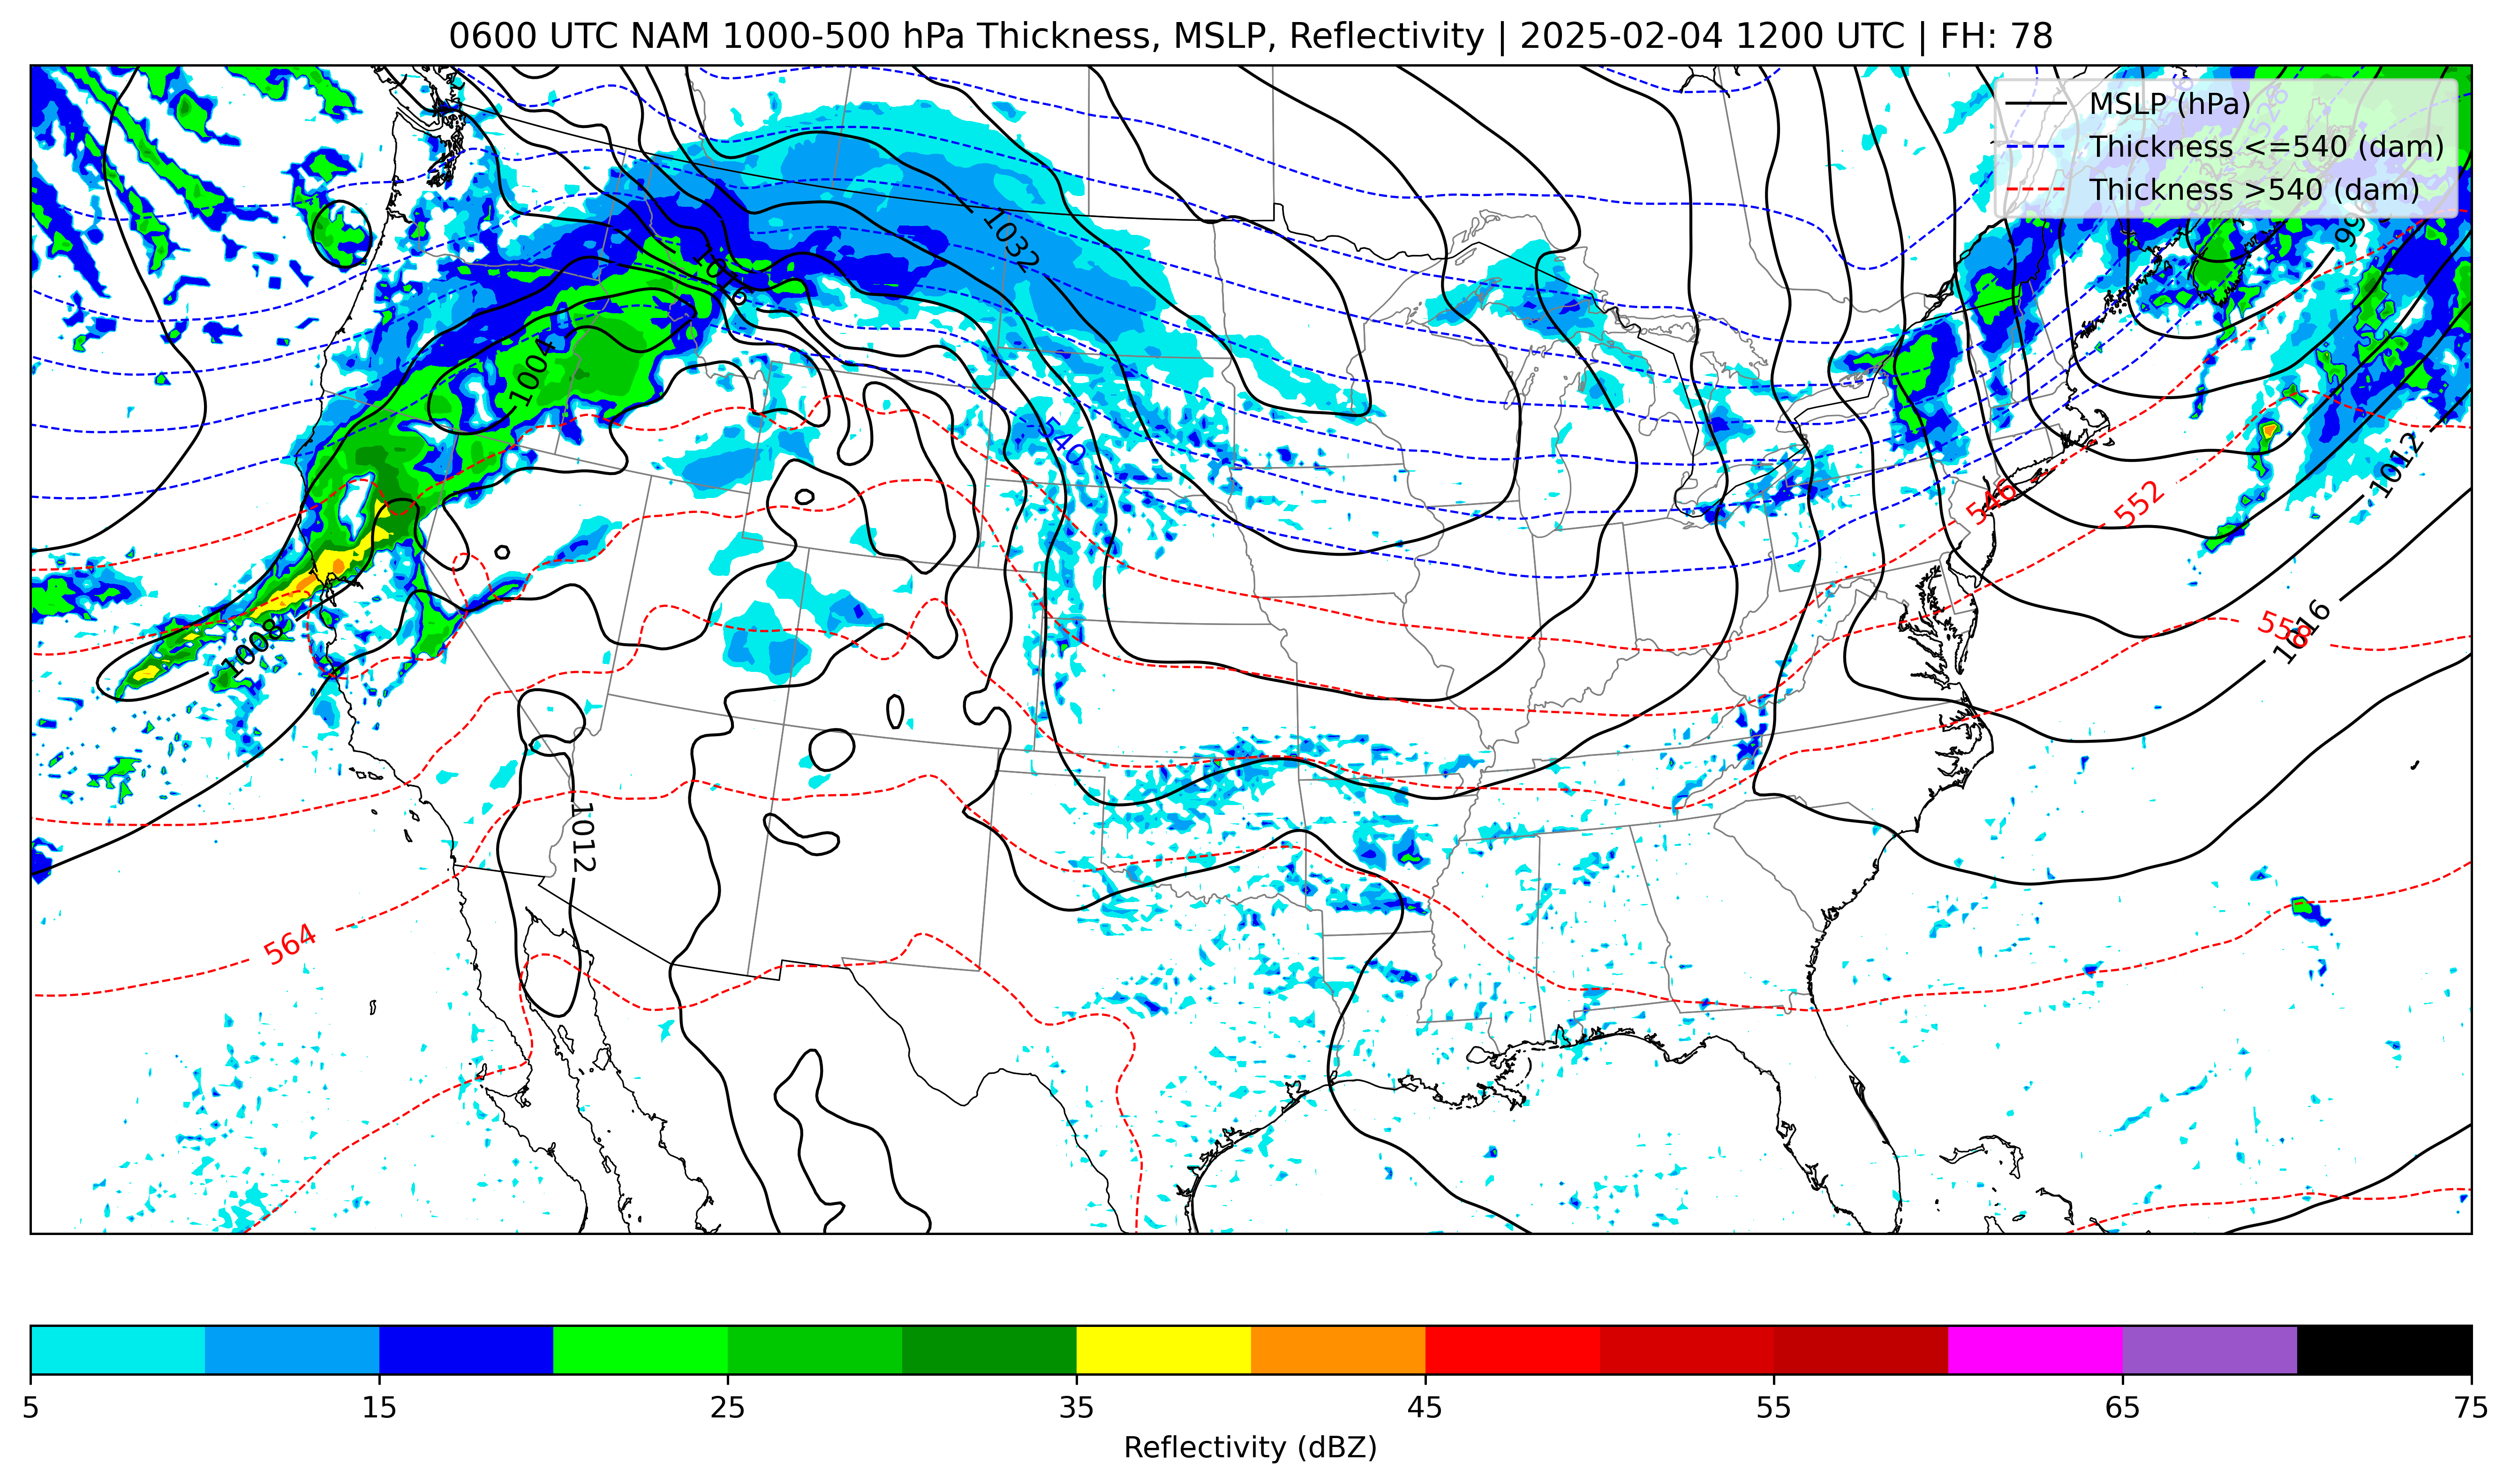 0600 UTC NAM 1000-500 hPa Thickness, MSLP, Reflectivity | 2025-02-04 1200 UTC | FH: 78
MSLP (hPa)
Thickness <=540 (dam)
Thickness >540 (dam)
1032
1004
540
1012
546
552
1008
558
1016
1012
564
5 15 25 35 45 55 65 75
Reflectivity (dBZ)